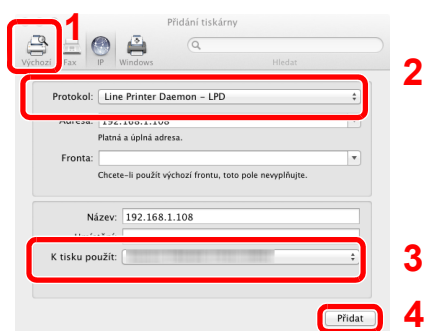 Přidání tiskárny
1
Výchozí Fax IP Windows Hledat
2
Protokol: Line Printer Daemon – LPD
Adresa: 192.168.1.108
Platná a úplná adresa.
Fronta:
Chcete-li použít výchozí frontu, toto pole nevyplňujte.
Název: 192.168.1.108
K tisku použít:
3
Přidat
4